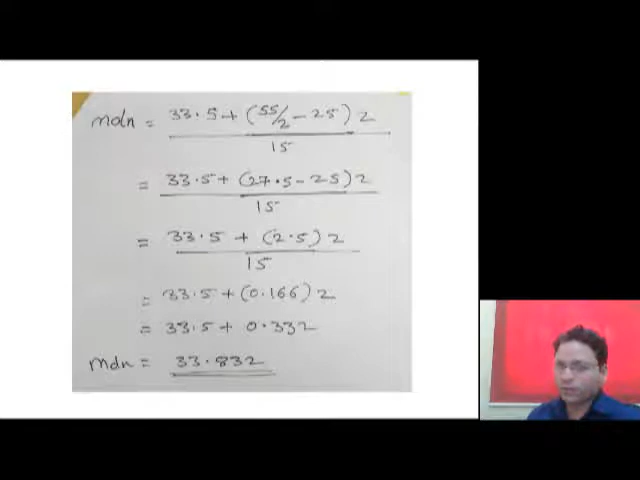 mdn = 33.5 + (55/2 - 25) 2
15
= 33.5 + (27.5 - 25) 2
15
= 33.5 + (2.5) 2
15
= 33.5 + (0.166) 2
= 33.5 + 0.332
mdn = 33.832